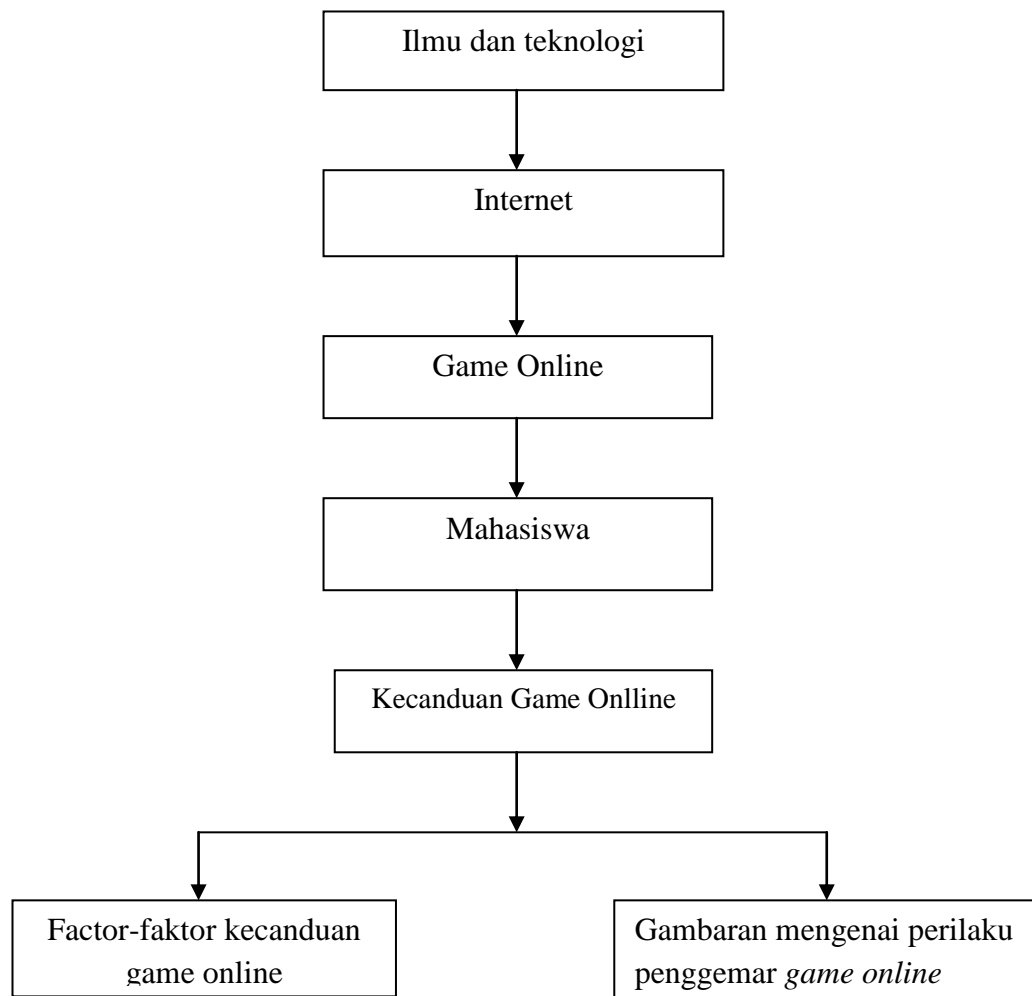 Ilmu dan teknologi
Internet
Game Online
Mahasiswa
Kecanduan Game Onlline
Factor-faktor kecanduan
game online
Gambaran mengenai perilaku
penggemar game online